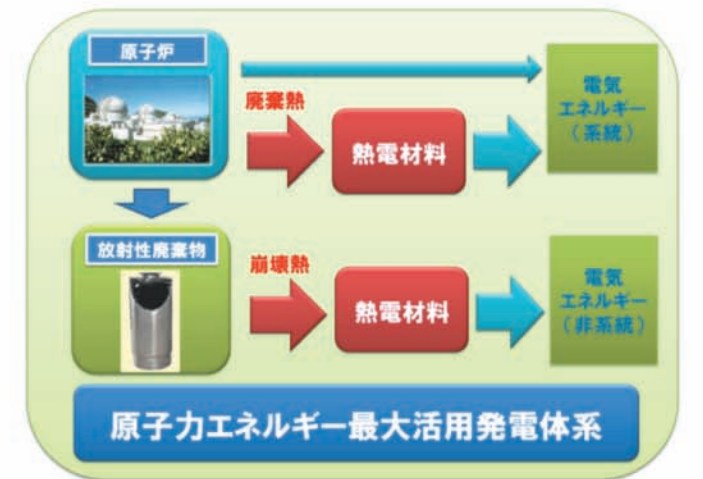 原子炉
廃棄熱
熱電材料
電気
エネルギー
(系統)
放射性廃棄物
崩壊熱
熱電材料
電気
エネルギー
(非系統)
原子力エネルギー最大活用発電体系